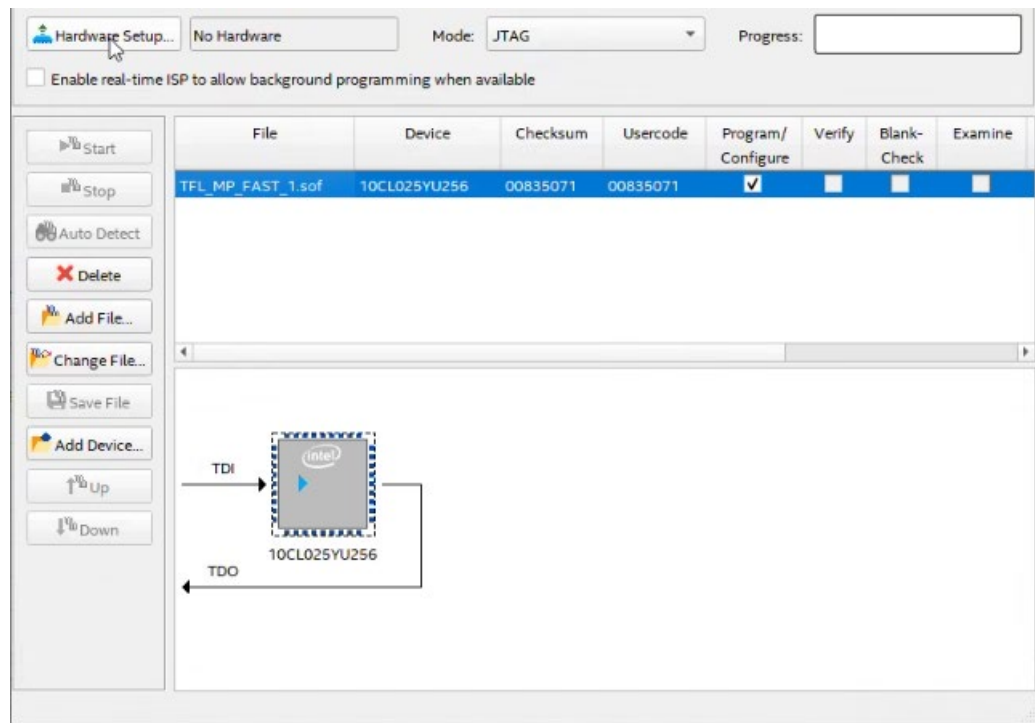 Hardware Setup... No Hardware Mode: JTAG Progress:
Enable real-time ISP to allow background programming when available
Start
Stop
Auto Detect
Delete
Add File...
Change File...
Save File
Add Device...
Up
Down
File Device Checksum Usercode Program/Configure Verify Blank-Check Examine
TFL_MP_FAST_1.sof 10CL025YU256 00835071 00835071
TDI
intel
10CL025YU256
TDO